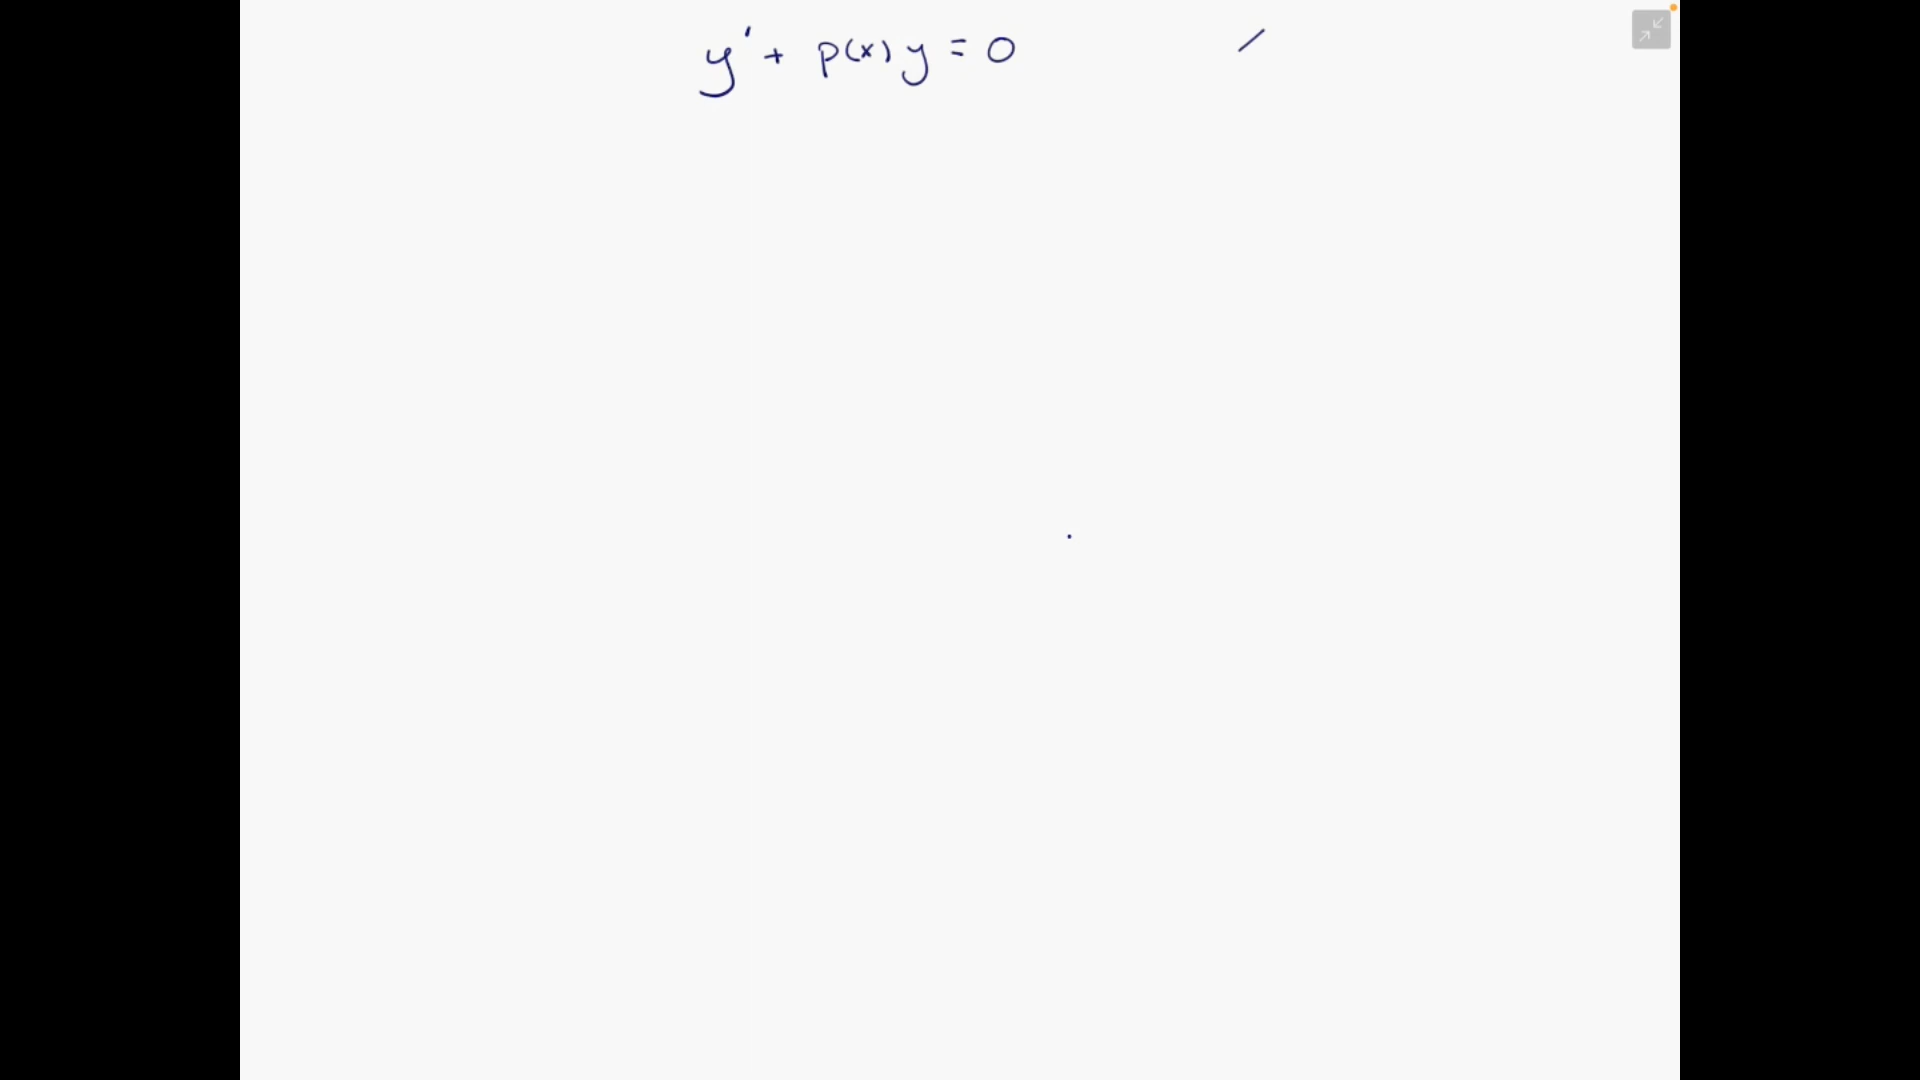 y' + p(x) y = 0